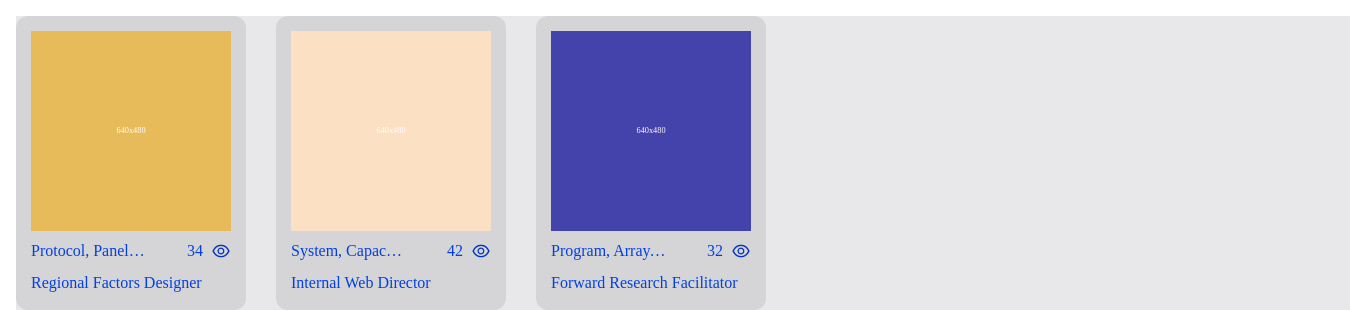 640x480
Protocol, Panel… 34
Regional Factors Designer
640x480
System, Capac… 42
Internal Web Director
640x480
Program, Array… 32
Forward Research Facilitator